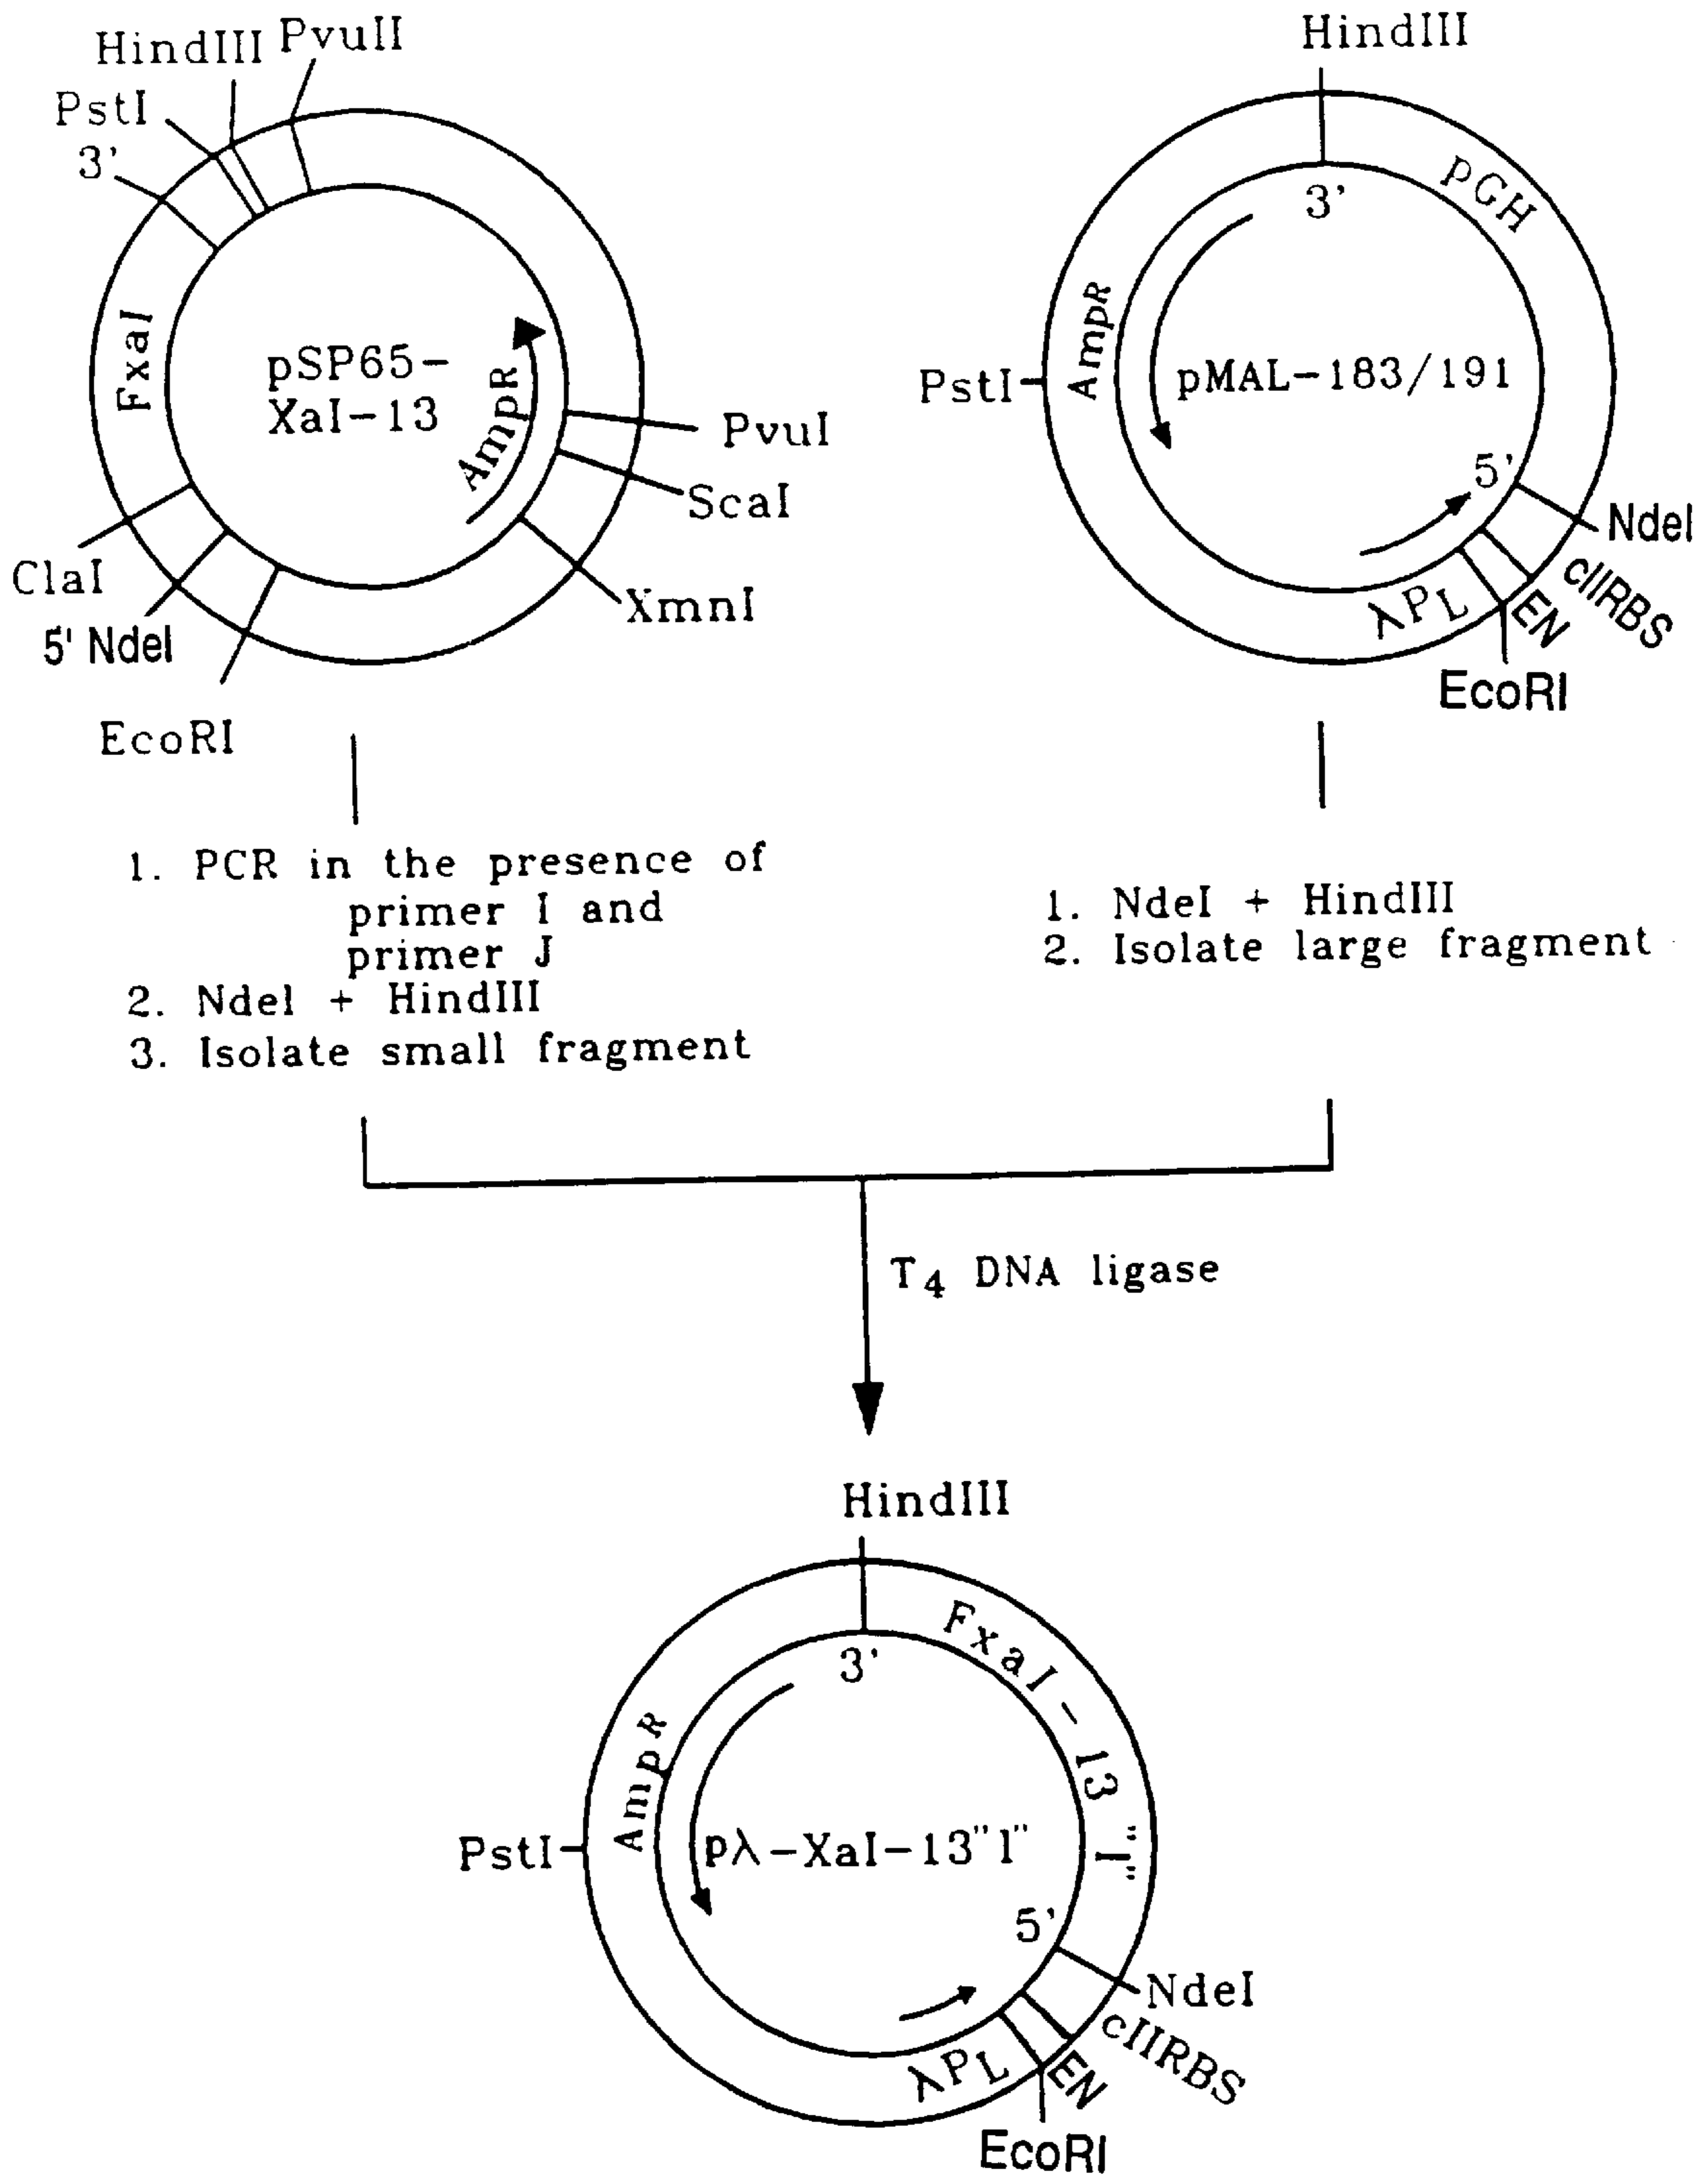 HindIII PvuII
PstI
3'
FxaI
pSP65-
XaI-13
AmpR
PvuI
ScaI
XmnI
ClaI
5' NdeI
EcoRI
HindIII
3'
pGH
AmpR
PstI
pMAL-183/191
5'
NdeI
cIIRBS
EN
λPL
EcoRI
1. PCR in the presence of
primer I and
primer J
2. NdeI + HindIII
3. Isolate small fragment
1. NdeI + HindIII
2. Isolate large fragment
T4 DNA ligase
HindIII
3'
FxaI-13 "I"
AmpR
PstI
pλ-XaI-13"I"
5'
NdeI
cIIRBS
EN
λPL
EcoRI